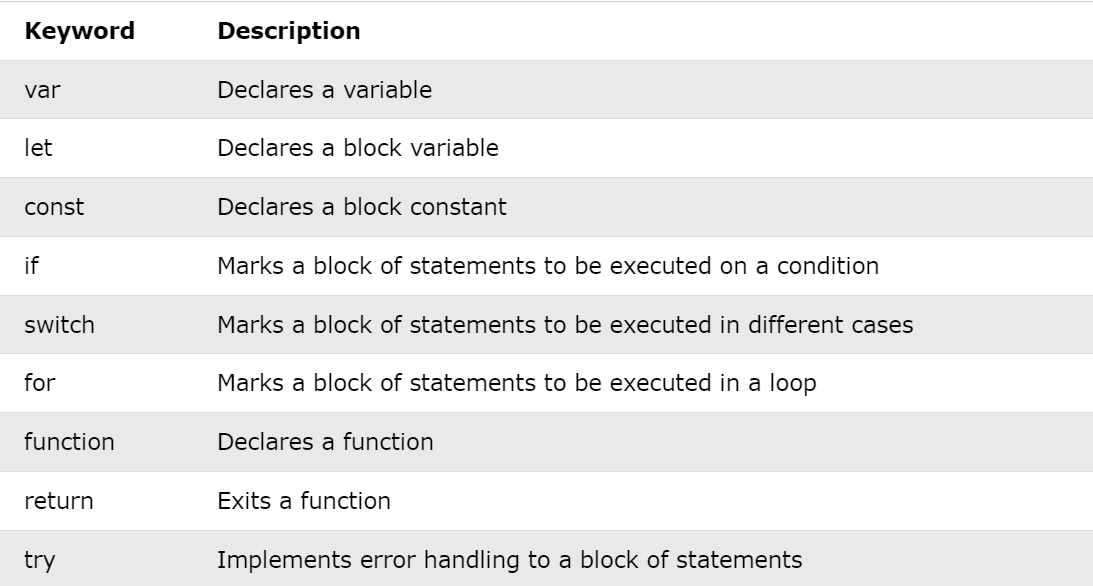 Keyword Description
var Declares a variable
let Declares a block variable
const Declares a block constant
if Marks a block of statements to be executed on a condition
switch Marks a block of statements to be executed in different cases
for Marks a block of statements to be executed in a loop
function Declares a function
return Exits a function
try Implements error handling to a block of statements